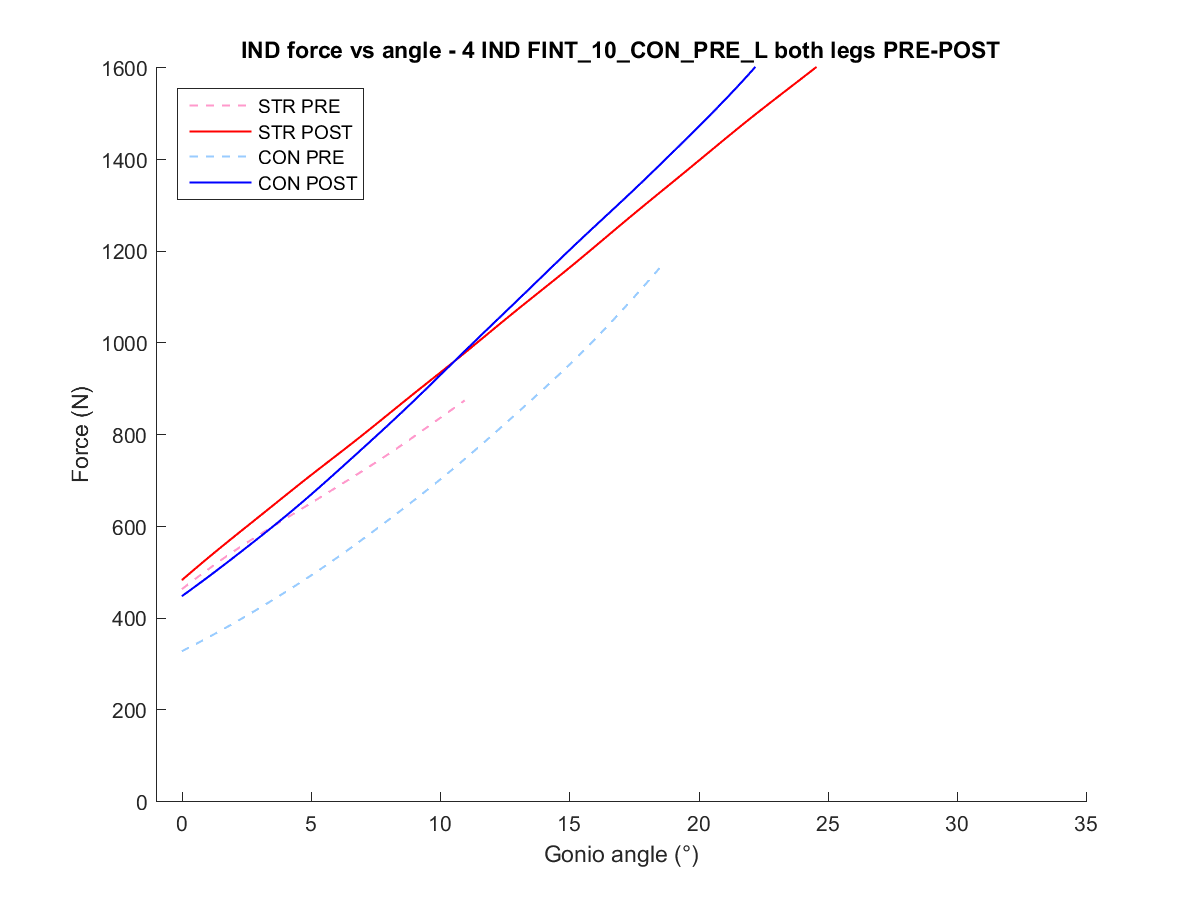 IND force vs angle - 4 IND FINT_10_CON_PRE_L both legs PRE-POST
1600
1400
1200
1000
800
600
400
200
0
Force (N)
STR PRE
STR POST
CON PRE
CON POST
0 5 10 15 20 25 30 35
Gonio angle (°)